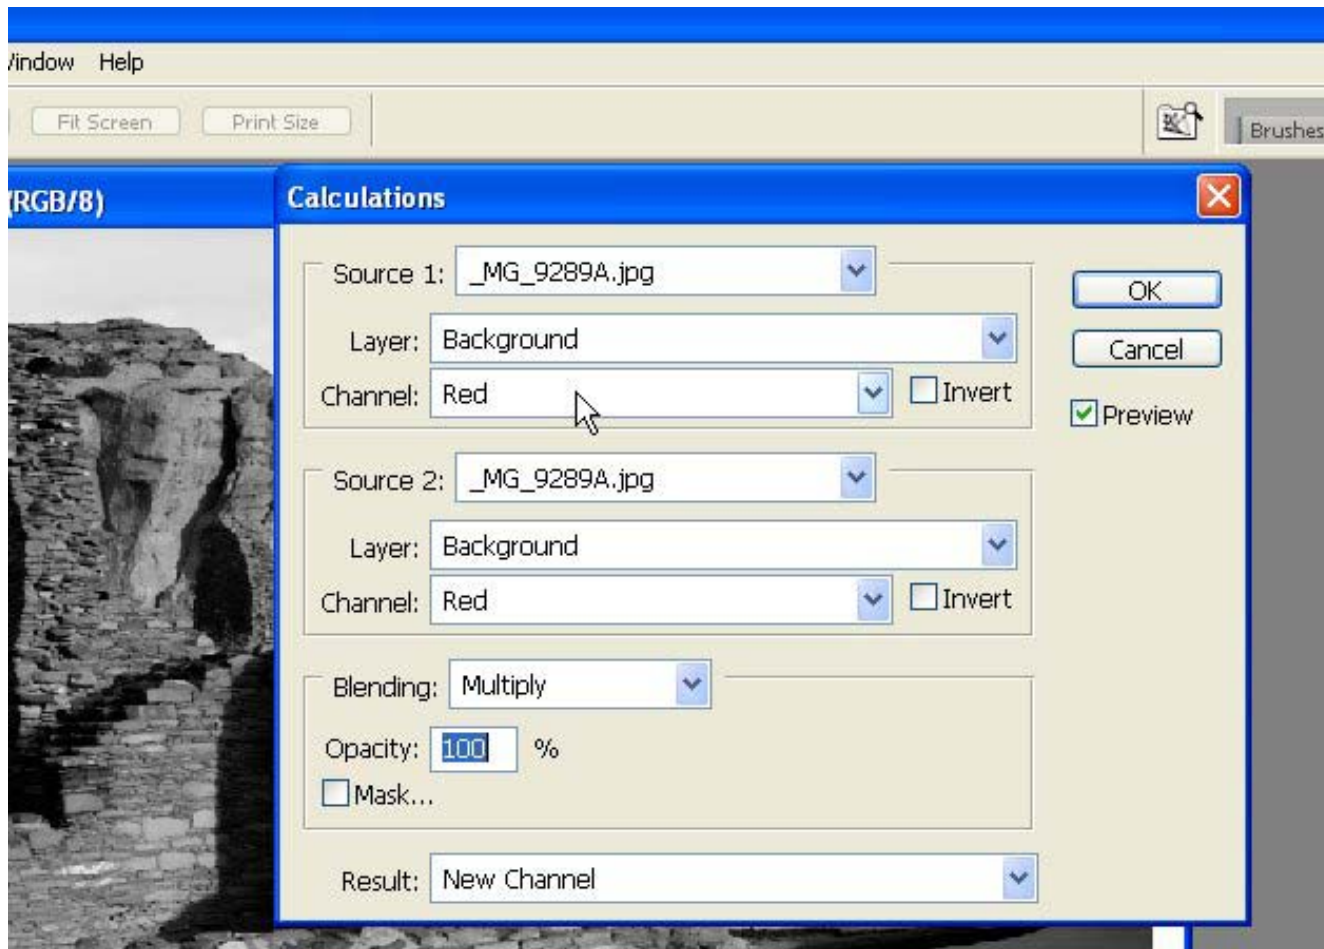 Window Help
Fit Screen Print Size
Brushes
(RGB/8)
Calculations
Source 1: _MG_9289A.jpg
OK
Layer: Background
Cancel
Channel: Red Invert
Preview
Source 2: _MG_9289A.jpg
Layer: Background
Channel: Red Invert
Blending: Multiply
Opacity: 100 %
Mask...
Result: New Channel